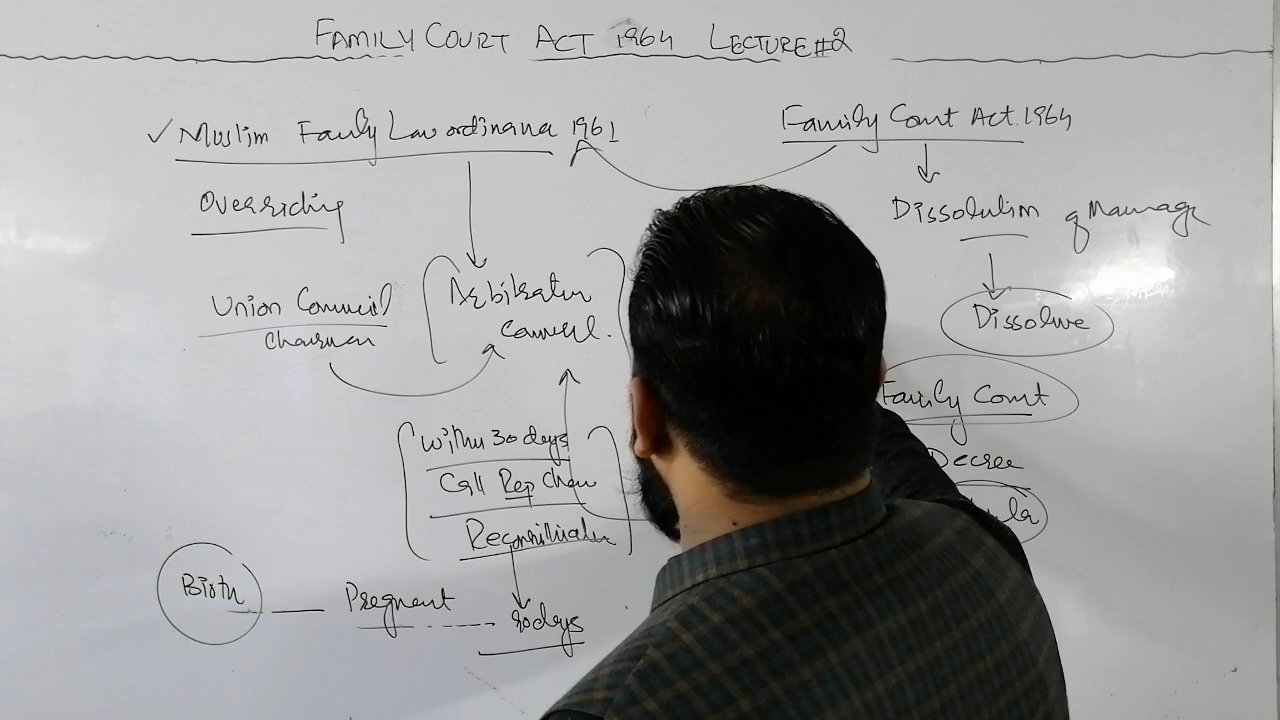 FAMILY COURT ACT 1964 LECTURE #2
✓ Muslim Family Law ordinance 1961
Family Court Act. 1964
Overriding
Dissolution of Marriage
Union Council
Chairman
Arbitration
Council.
Dissolve
Family Court
Within 30 days
Call Rep
Decree
Reconciliation
Birth — Pregnant --- 90 days